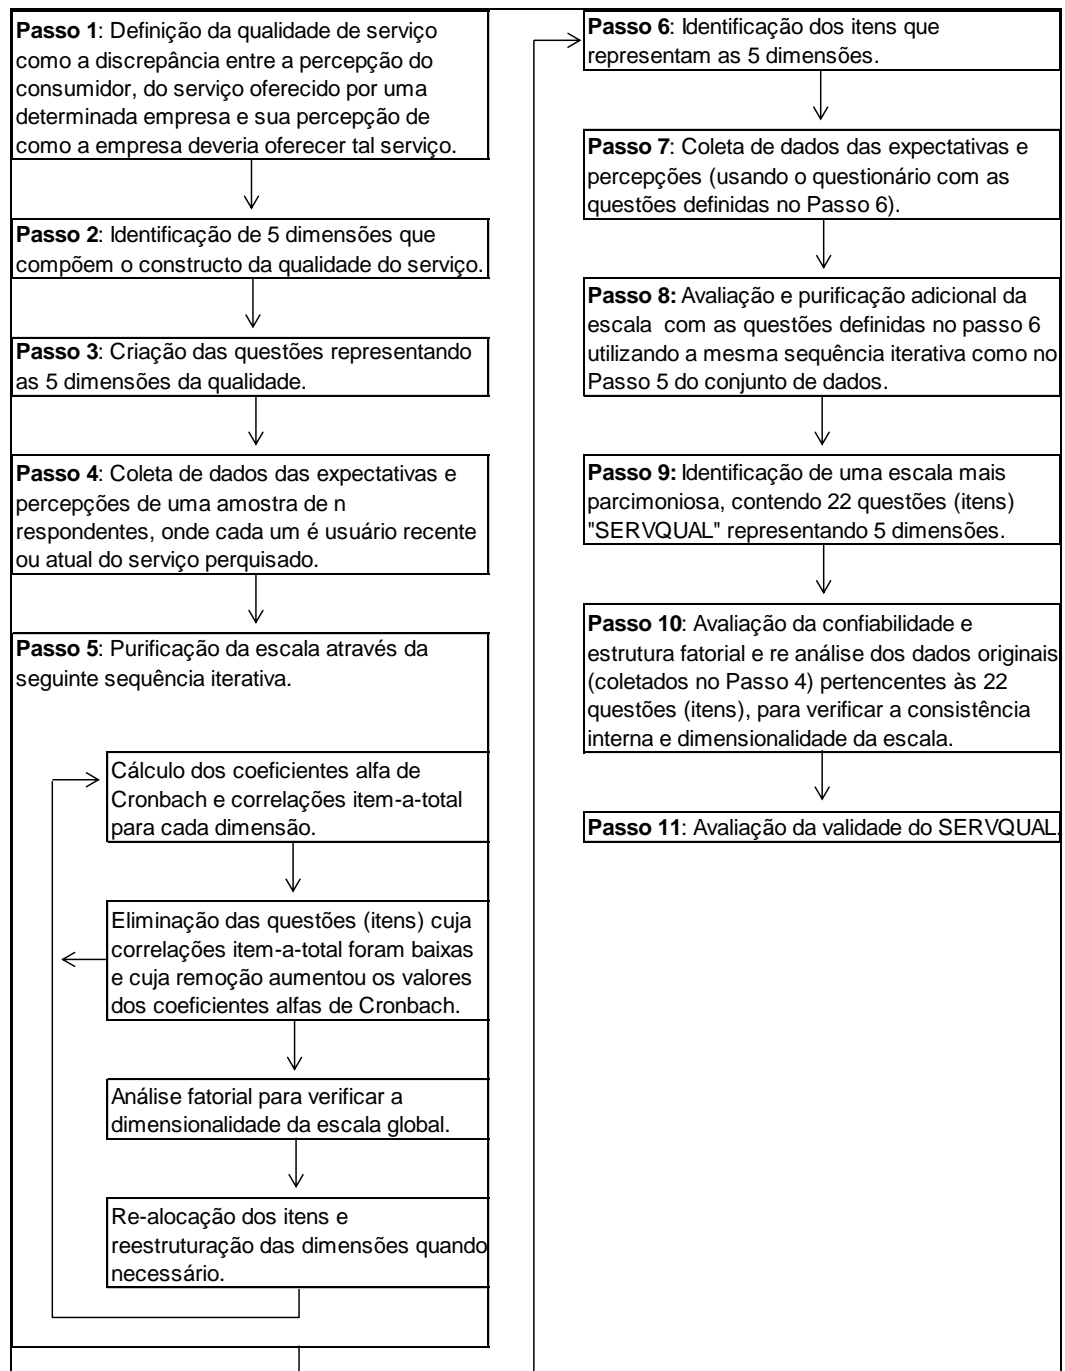 Passo 1: Definição da qualidade de serviço
como a discrepância entre a percepção do
consumidor, do serviço oferecido por uma
determinada empresa e sua percepção de
como a empresa deveria oferecer tal serviço.
Passo 2: Identificação de 5 dimensões que
compõem o constructo da qualidade do serviço.
Passo 3: Criação das questões representando
as 5 dimensões da qualidade.
Passo 4: Coleta de dados das expectativas e
percepções de uma amostra de n
respondentes, onde cada um é usuário recente
ou atual do serviço perquisado.
Passo 5: Purificação da escala através da
seguinte sequência iterativa.
Cálculo dos coeficientes alfa de
Cronbach e correlações item-a-total
para cada dimensão.
Eliminação das questões (itens) cuja
correlações item-a-total foram baixas
e cuja remoção aumentou os valores
dos coeficientes alfas de Cronbach.
Análise fatorial para verificar a
dimensionalidade da escala global.
Re-alocação dos itens e
reestruturação das dimensões quando
necessário.
Passo 6: Identificação dos itens que
representam as 5 dimensões.
Passo 7: Coleta de dados das expectativas e
percepções (usando o questionário com as
questões definidas no Passo 6).
Passo 8: Avaliação e purificação adicional da
escala com as questões definidas no passo 6
utilizando a mesma sequência iterativa como no
Passo 5 do conjunto de dados.
Passo 9: Identificação de uma escala mais
parcimoniosa, contendo 22 questões (itens)
"SERVQUAL" representando 5 dimensões.
Passo 10: Avaliação da confiabilidade e
estrutura fatorial e re análise dos dados originais
(coletados no Passo 4) pertencentes às 22
questões (itens), para verificar a consistência
interna e dimensionalidade da escala.
Passo 11: Avaliação da validade do SERVQUAL.